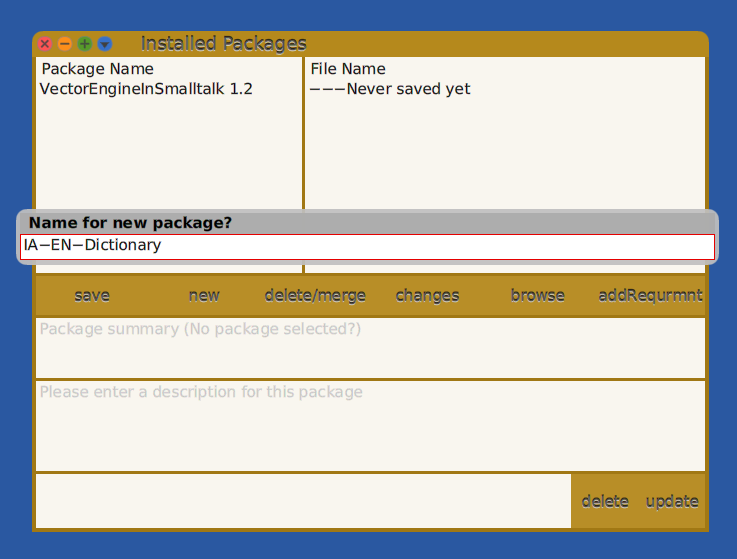 Installed Packages
Package Name
VectorEngineInSmalltalk 1.2
File Name
−−−Never saved yet
Name for new package?
IA−EN−Dictionary
save new delete/merge changes browse addRequrmnt
Package summary (No package selected?)
Please enter a description for this package
delete update